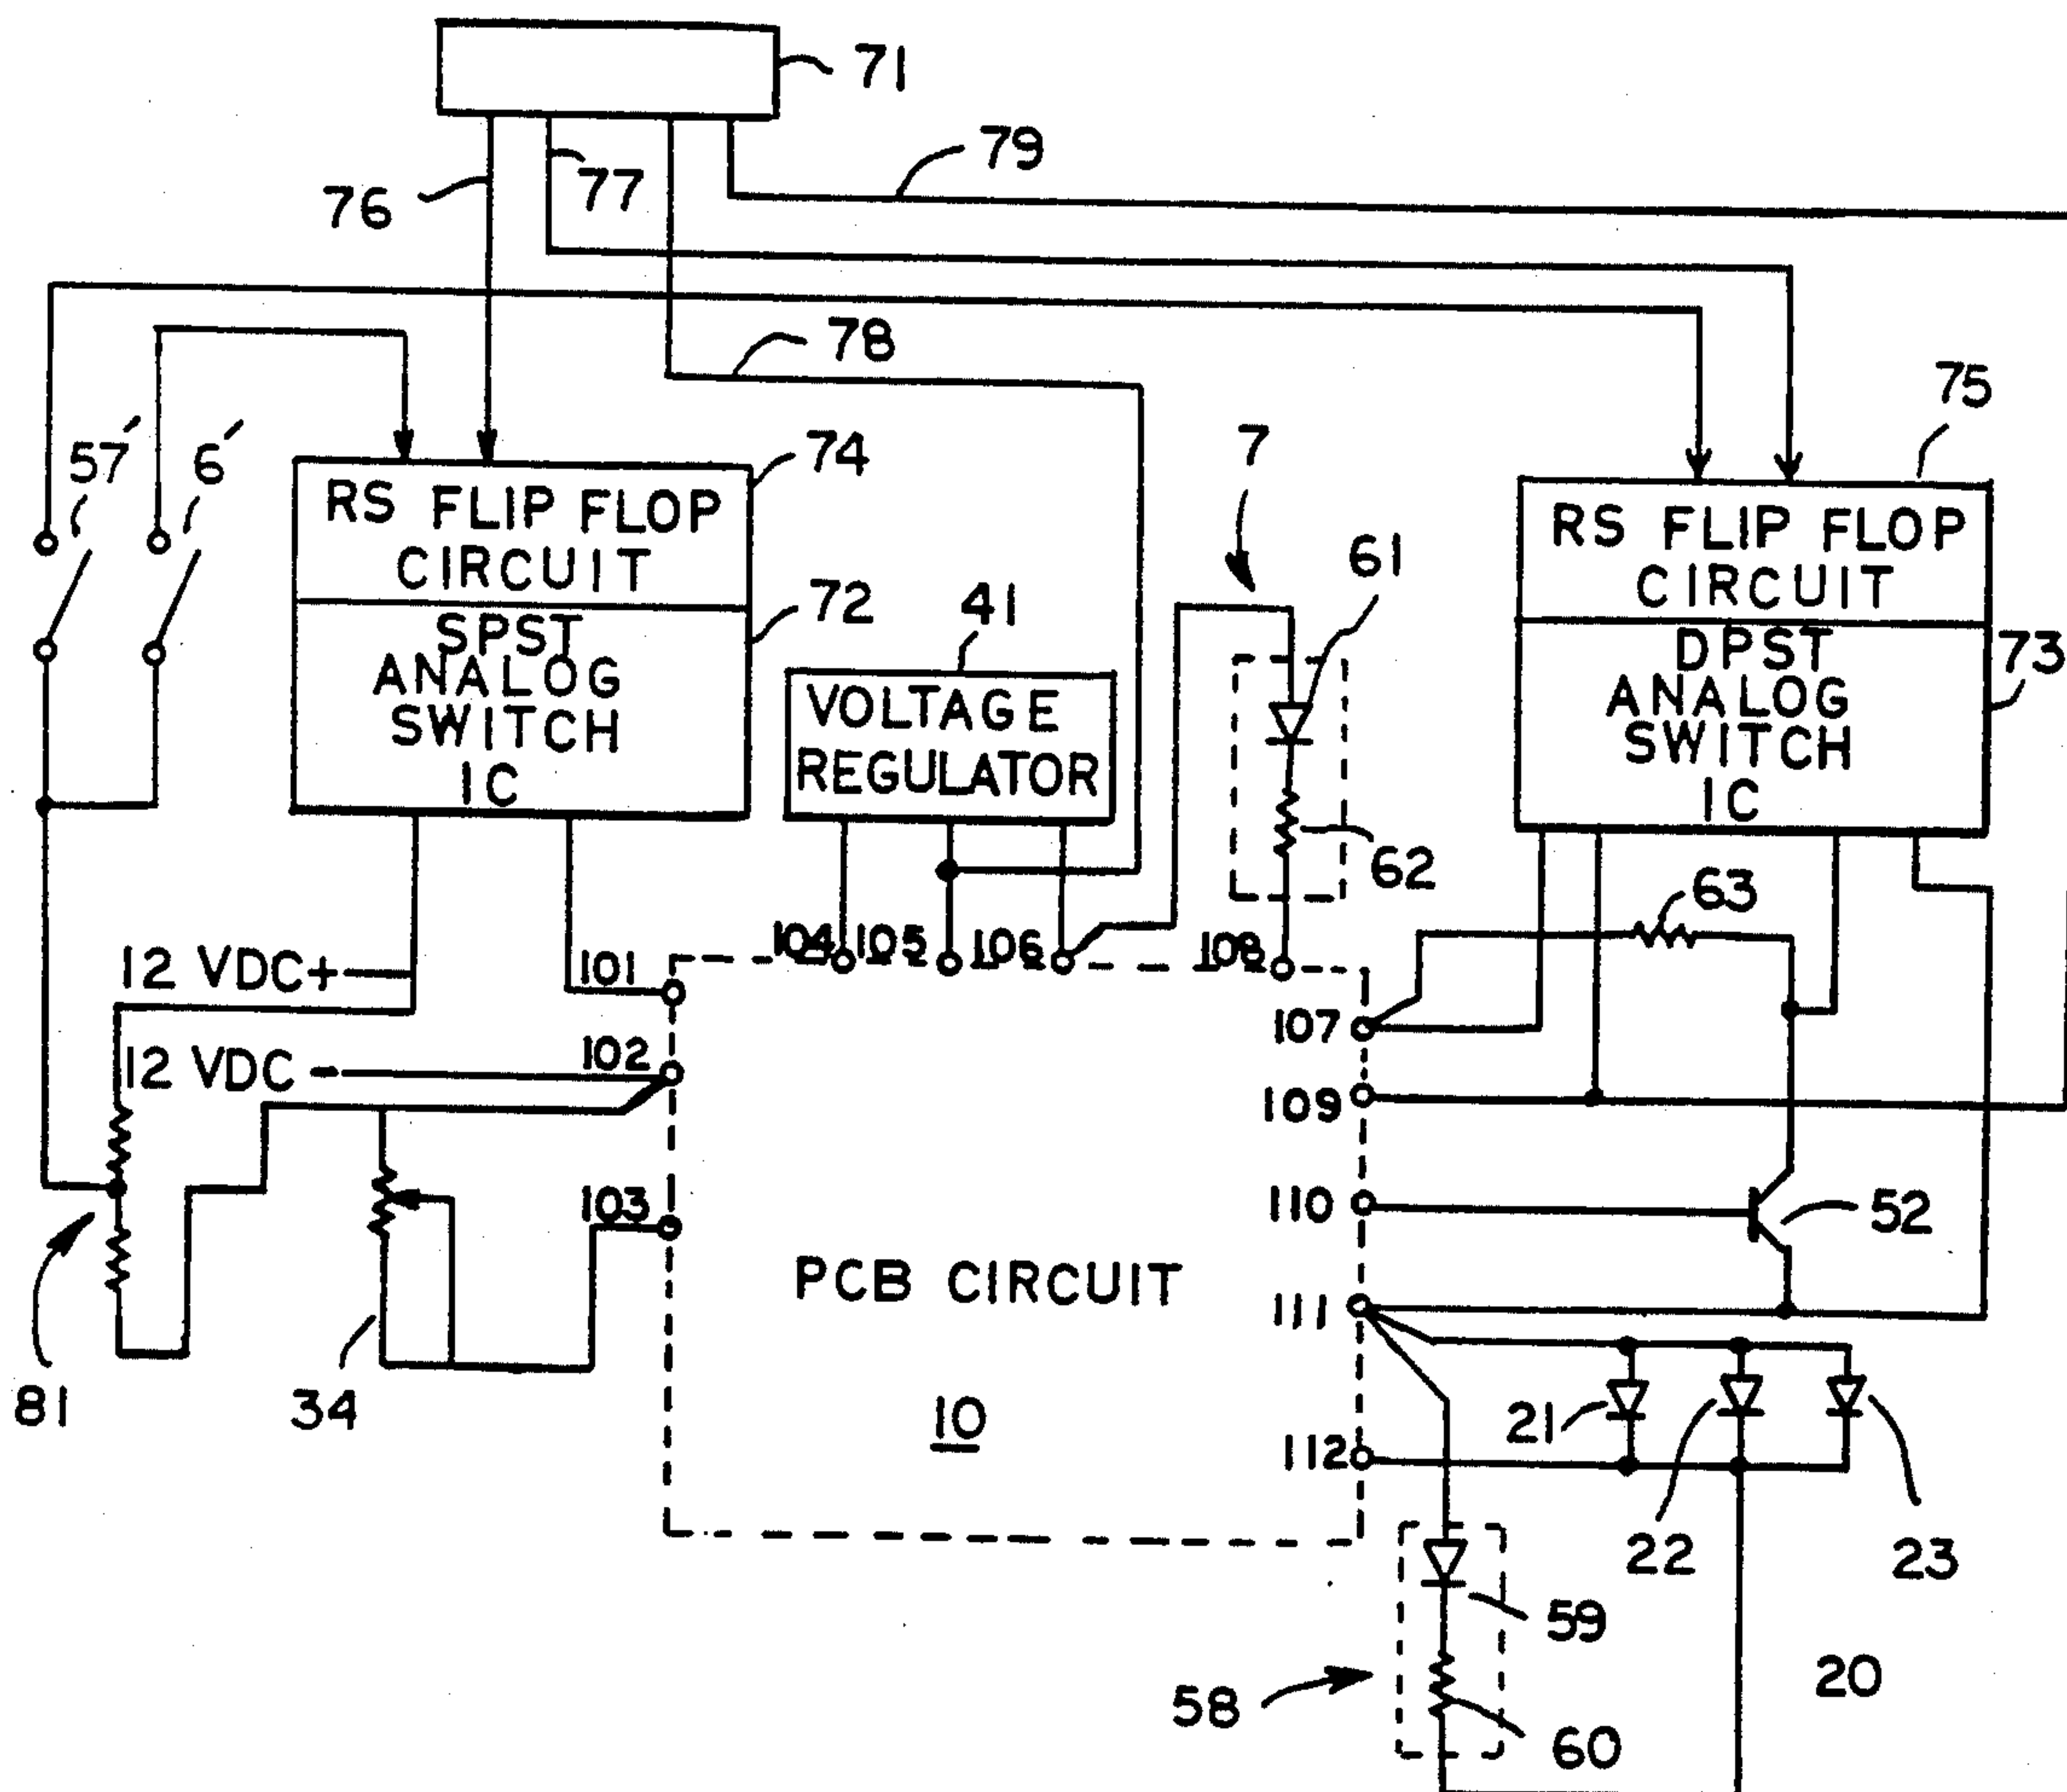 71
79
76
77
78
75
57'
6'
74
7
RS FLIP FLOP
CIRCUIT
RS FLIP FLOP
CIRCUIT
61
72
41
SPST
ANALOG
SWITCH
IC
VOLTAGE
REGULATOR
DPST
ANALOG
SWITCH
IC
73
62
63
104
105
106
108
12 VDC+
101
107
12 VDC -
102
109
103
110
52
PCB CIRCUIT
111
81
34
10
21
112
22
23
59
58
20
60